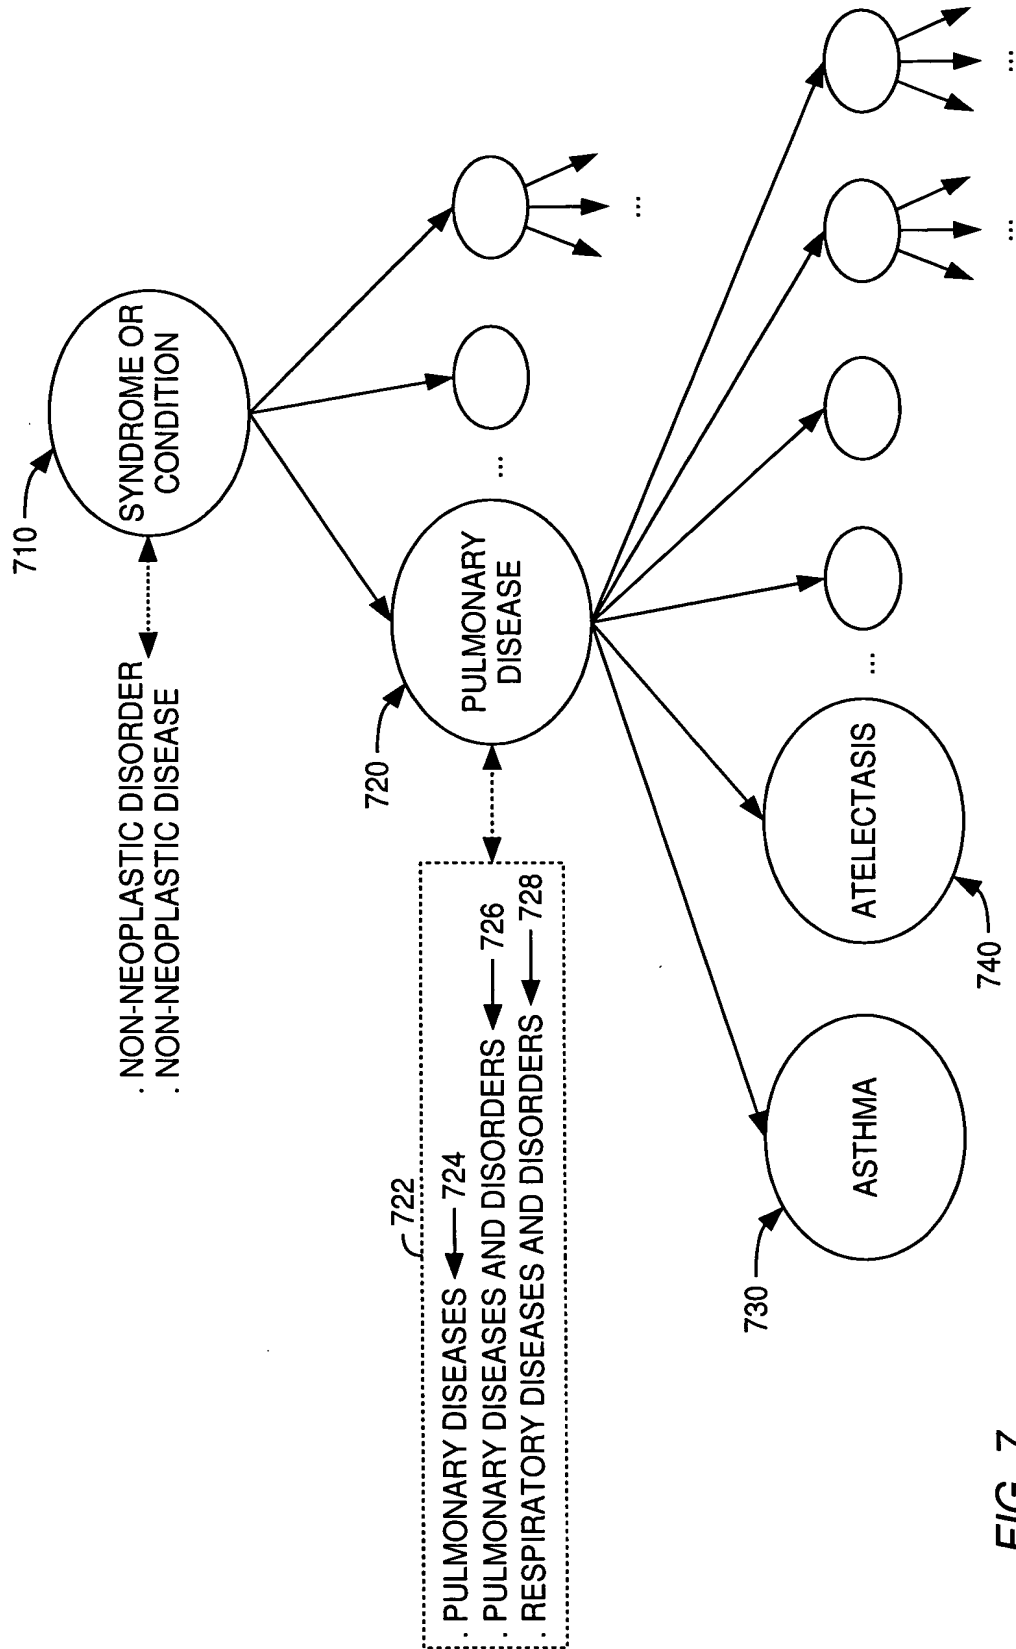 710
SYNDROME OR
CONDITION
. NON-NEOPLASTIC DISORDER
. NON-NEOPLASTIC DISEASE
720
PULMONARY
DISEASE
...
...
722
. PULMONARY DISEASES
724
. PULMONARY DISEASES AND DISORDERS
726
. RESPIRATORY DISEASES AND DISORDERS
728
730
ASTHMA
740
ATELECTASIS
...
...
...
FIG. 7